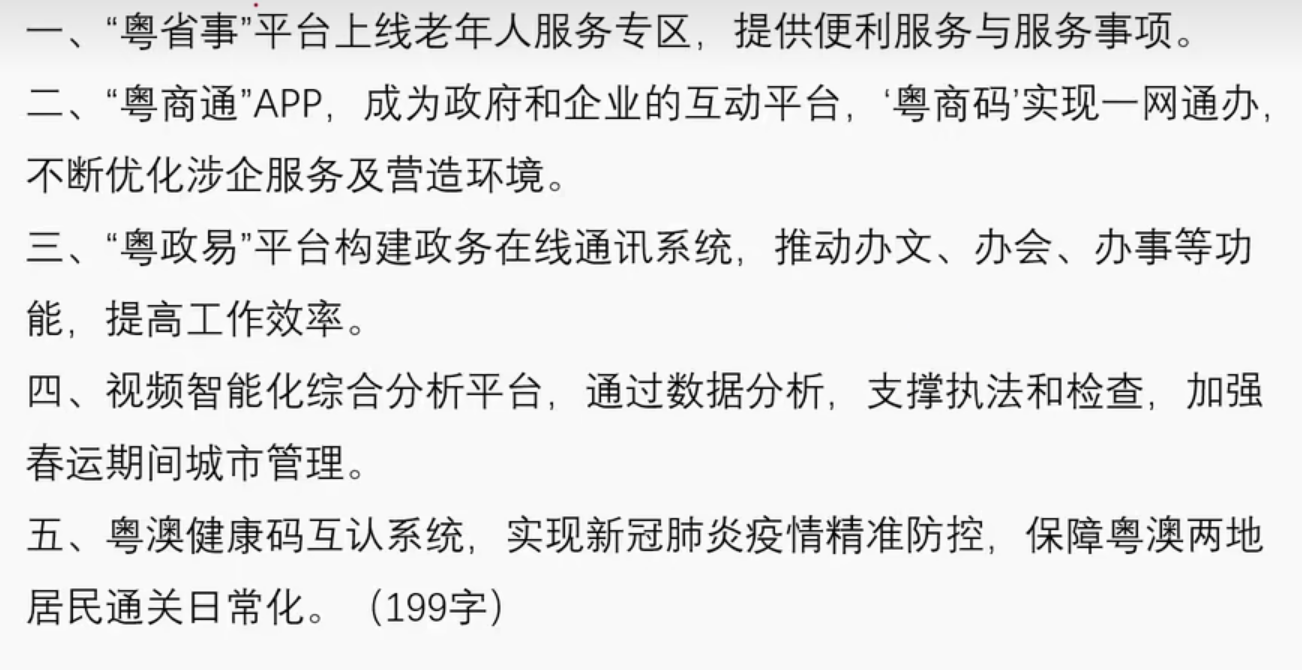 一、“粤省事”平台上线老年人服务专区，提供便利服务与服务事项。
二、“粤商通”APP，成为政府和企业的互动平台，‘粤商码’实现一网通办，
不断优化涉企服务及营造环境。
三、“粤政易”平台构建政务在线通讯系统，推动办文、办会、办事等功
能，提高工作效率。
四、视频智能化综合分析平台，通过数据分析，支撑执法和检查，加强
春运期间城市管理。
五、粤澳健康码互认系统，实现新冠肺炎疫情精准防控，保障粤澳两地
居民通关日常化。（199字）